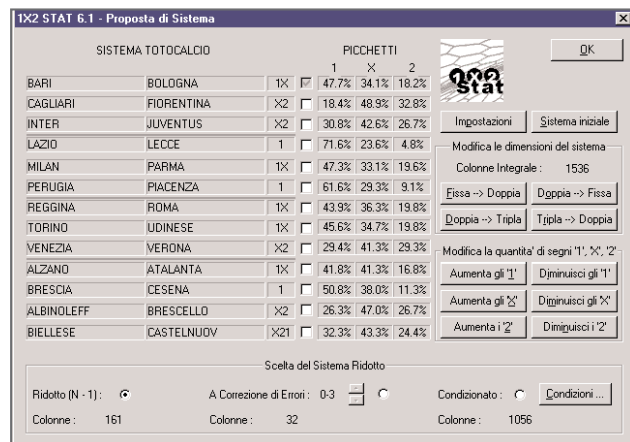 1X2 STAT 6.1 - Proposta di Sistema
SISTEMA TOTOCALCIO PICCHETTI
1 X 2
BARI BOLOGNA 1X 47.7% 34.1% 18.2%
CAGLIARI FIORENTINA X2 18.4% 48.9% 32.8%
INTER JUVENTUS X2 30.8% 42.6% 26.7%
LAZIO LECCE 1 71.6% 23.6% 4.8%
MILAN PARMA 1X 47.3% 33.1% 19.6%
PERUGIA PIACENZA 1 61.6% 29.3% 9.1%
REGGINA ROMA 1X 43.9% 36.3% 19.8%
TORINO UDINESE 1X 45.6% 34.7% 19.8%
VENEZIA VERONA X2 29.4% 41.3% 29.3%
ALZANO ATALANTA 1X 41.8% 41.3% 16.8%
BRESCIA CESENA 1 50.8% 38.0% 11.3%
ALBINOLEFF BRESCELLO X2 26.3% 47.0% 26.7%
BIELLESE CASTELNUOV X21 32.3% 43.3% 24.4%
1X2
Stat
OK
Impostazioni Sistema iniziale
Modifica le dimensioni del sistema
Colonne Integrale : 1536
Fissa --> Doppia Doppia --> Fissa
Doppia --> Tripla Tripla --> Doppia
Modifica la quantita' di segni '1', 'X', '2'
Aumenta gli '1' Diminuisci gli '1'
Aumenta gli 'X' Diminuisci gli 'X'
Aumenta i '2' Diminuisci i '2'
Scelta del Sistema Ridotto
Ridotto (N - 1) : A Correzione di Errori : 0-3 Condizionato : Condizioni ...
Colonne : 161 Colonne : 32 Colonne : 1056